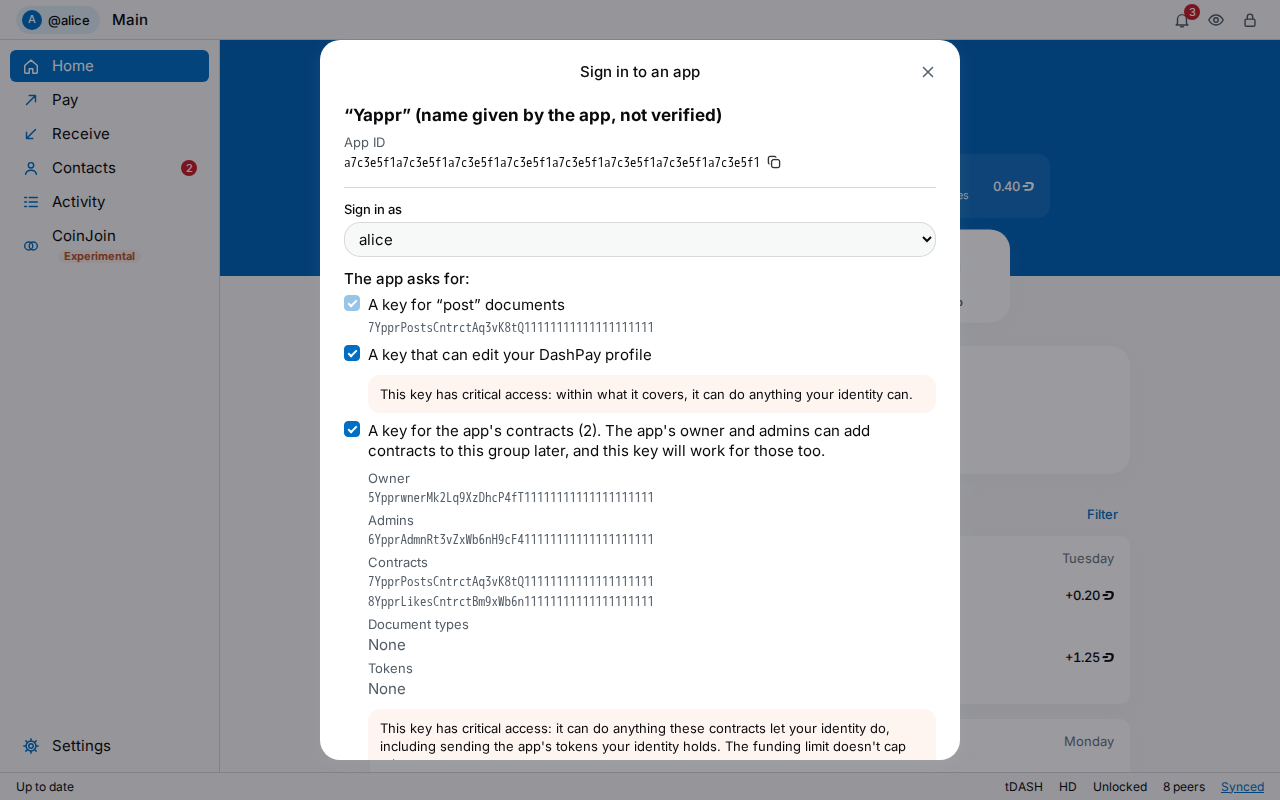 A @alice Main
3
Sign in to an app
Home
Pay
Receive
Contacts 2
Activity
CoinJoin
Experimental
Settings
“Yappr” (name given by the app, not verified)
App ID
a7c3e5f1a7c3e5f1a7c3e5f1a7c3e5f1a7c3e5f1a7c3e5f1a7c3e5f1a7c3e5f1
Sign in as
alice
The app asks for:
A key for “post” documents
7YpprPostsCntrctAq3vK8tQ11111111111111111111
A key that can edit your DashPay profile
This key has critical access: within what it covers, it can do anything your identity can.
A key for the app's contracts (2). The app's owner and admins can add
contracts to this group later, and this key will work for those too.
Owner
5YpprwnerMk2Lq9XzDhcP4fT11111111111111111111
Admins
6YpprAdmnRt3vZxWb6nH9cF411111111111111111111
Contracts
7YpprPostsCntrctAq3vK8tQ11111111111111111111
8YpprLikesCntrctBm9xWb6n11111111111111111111
Document types
None
Tokens
None
This key has critical access: it can do anything these contracts let your identity do,
including sending the app's tokens your identity holds. The funding limit doesn't cap
0.40
Filter
Tuesday
+0.20
+1.25
Monday
Up to date
tDASH HD Unlocked 8 peers Synced